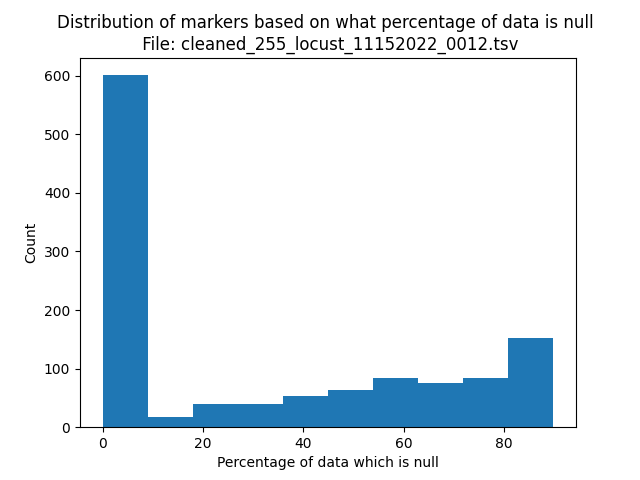 Distribution of markers based on what percentage of data is null
File: cleaned_255_locust_11152022_0012.tsv
600
500
400
300
200
100
0
Count
0 20 40 60 80
Percentage of data which is null